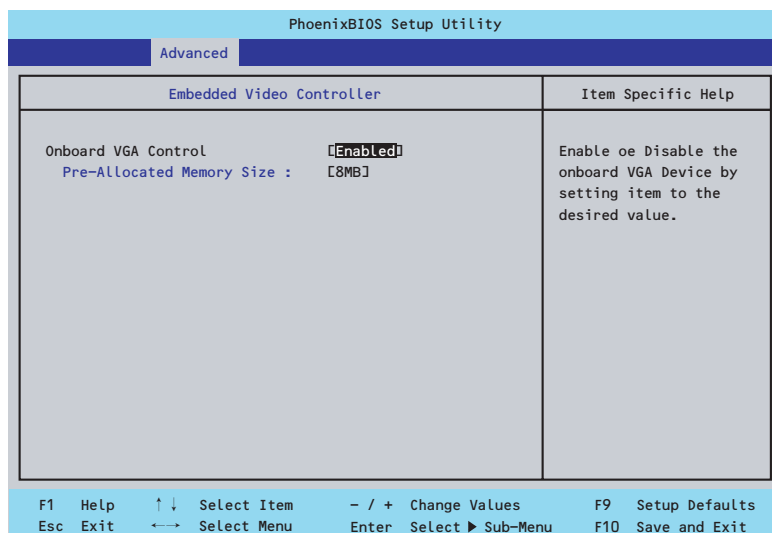 PhoenixBIOS Setup Utility
Advanced
Embedded Video Controller
Item Specific Help
Onboard VGA Control [Enabled]
Pre-Allocated Memory Size : [8MB]
Enable oe Disable the
onboard VGA Device by
setting item to the
desired value.
F1 Help ↑↓ Select Item - / + Change Values F9 Setup Defaults
Esc Exit ←→ Select Menu Enter Select ▶ Sub-Menu F10 Save and Exit